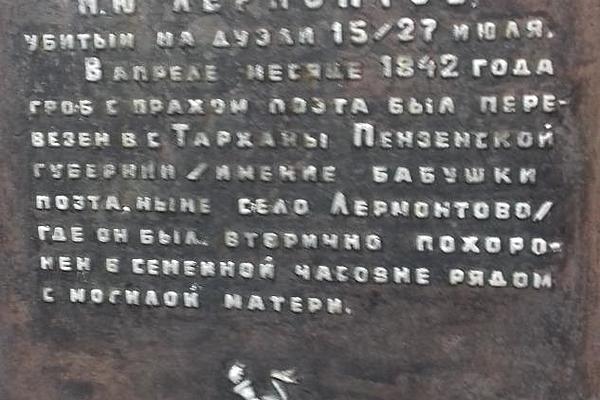 М.Ю ЛЕРМОНТОВ,
УБИТЫЙ НА ДУЭЛИ 15/27 ИЮЛЯ.
В АПРЕЛЕ МЕСЯЦЕ 1842 ГОДА
ГРОБ С ПРАХОМ ПОЭТА БЫЛ ПЕРЕ-
ВЕЗЕН В С ТАРХАНЫ ПЕНЗЕНСКОЙ
ГУБЕРНИИ /ИМЕНИЕ БАБУШКИ
ПОЭТА. НЫНЕ СЕЛО ЛЕРМОНТОВО/
ГДЕ ОН БЫЛ ВТОРИЧНО ПОХОРО-
НЕН В СЕМЕЙНОЙ ЧАСОВНЕ РЯДОМ
С МОГИЛОЙ МАТЕРИ.